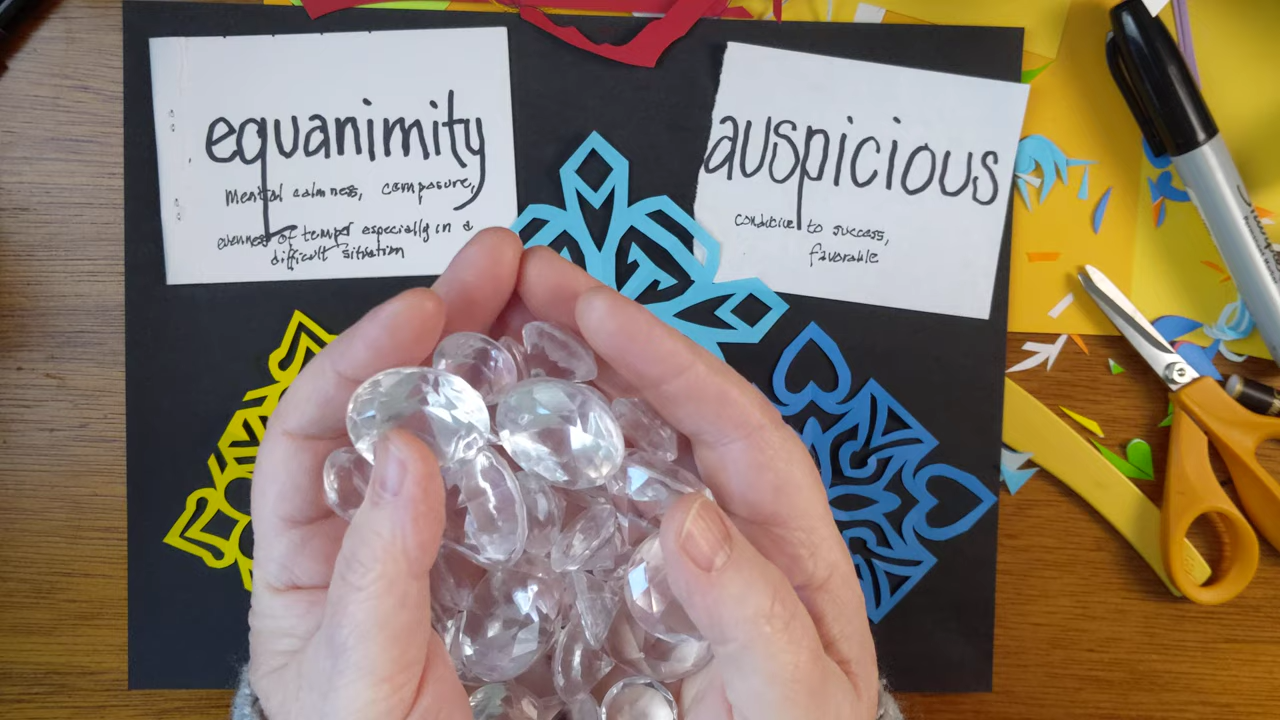 equanimity
mental calmness, composure,
evenness of temper especially in a
difficult situation
auspicious
conducive to success,
favorable